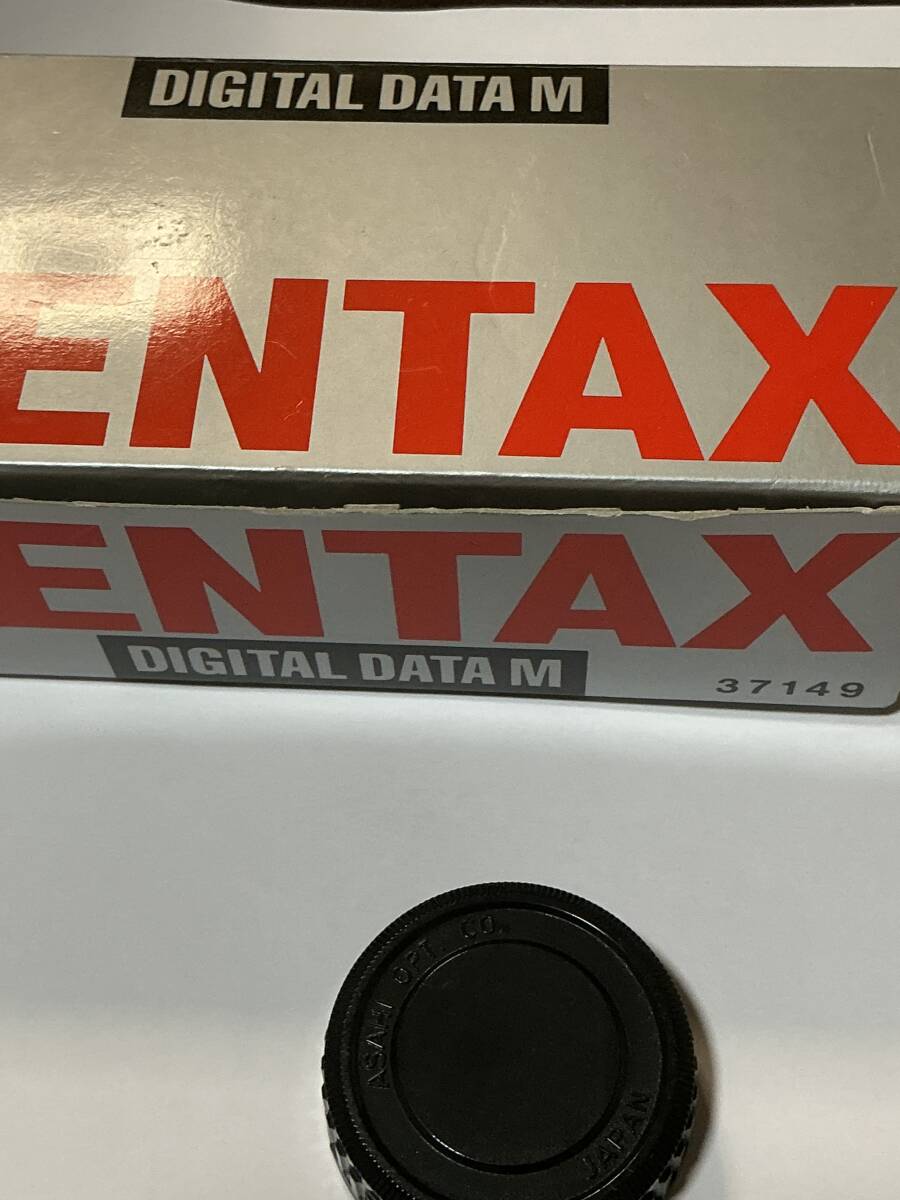 DIGITAL DATA M
ENTAX
ENTAX
DIGITAL DATA M
37149
ASAHI OPT. CO.
JAPAN